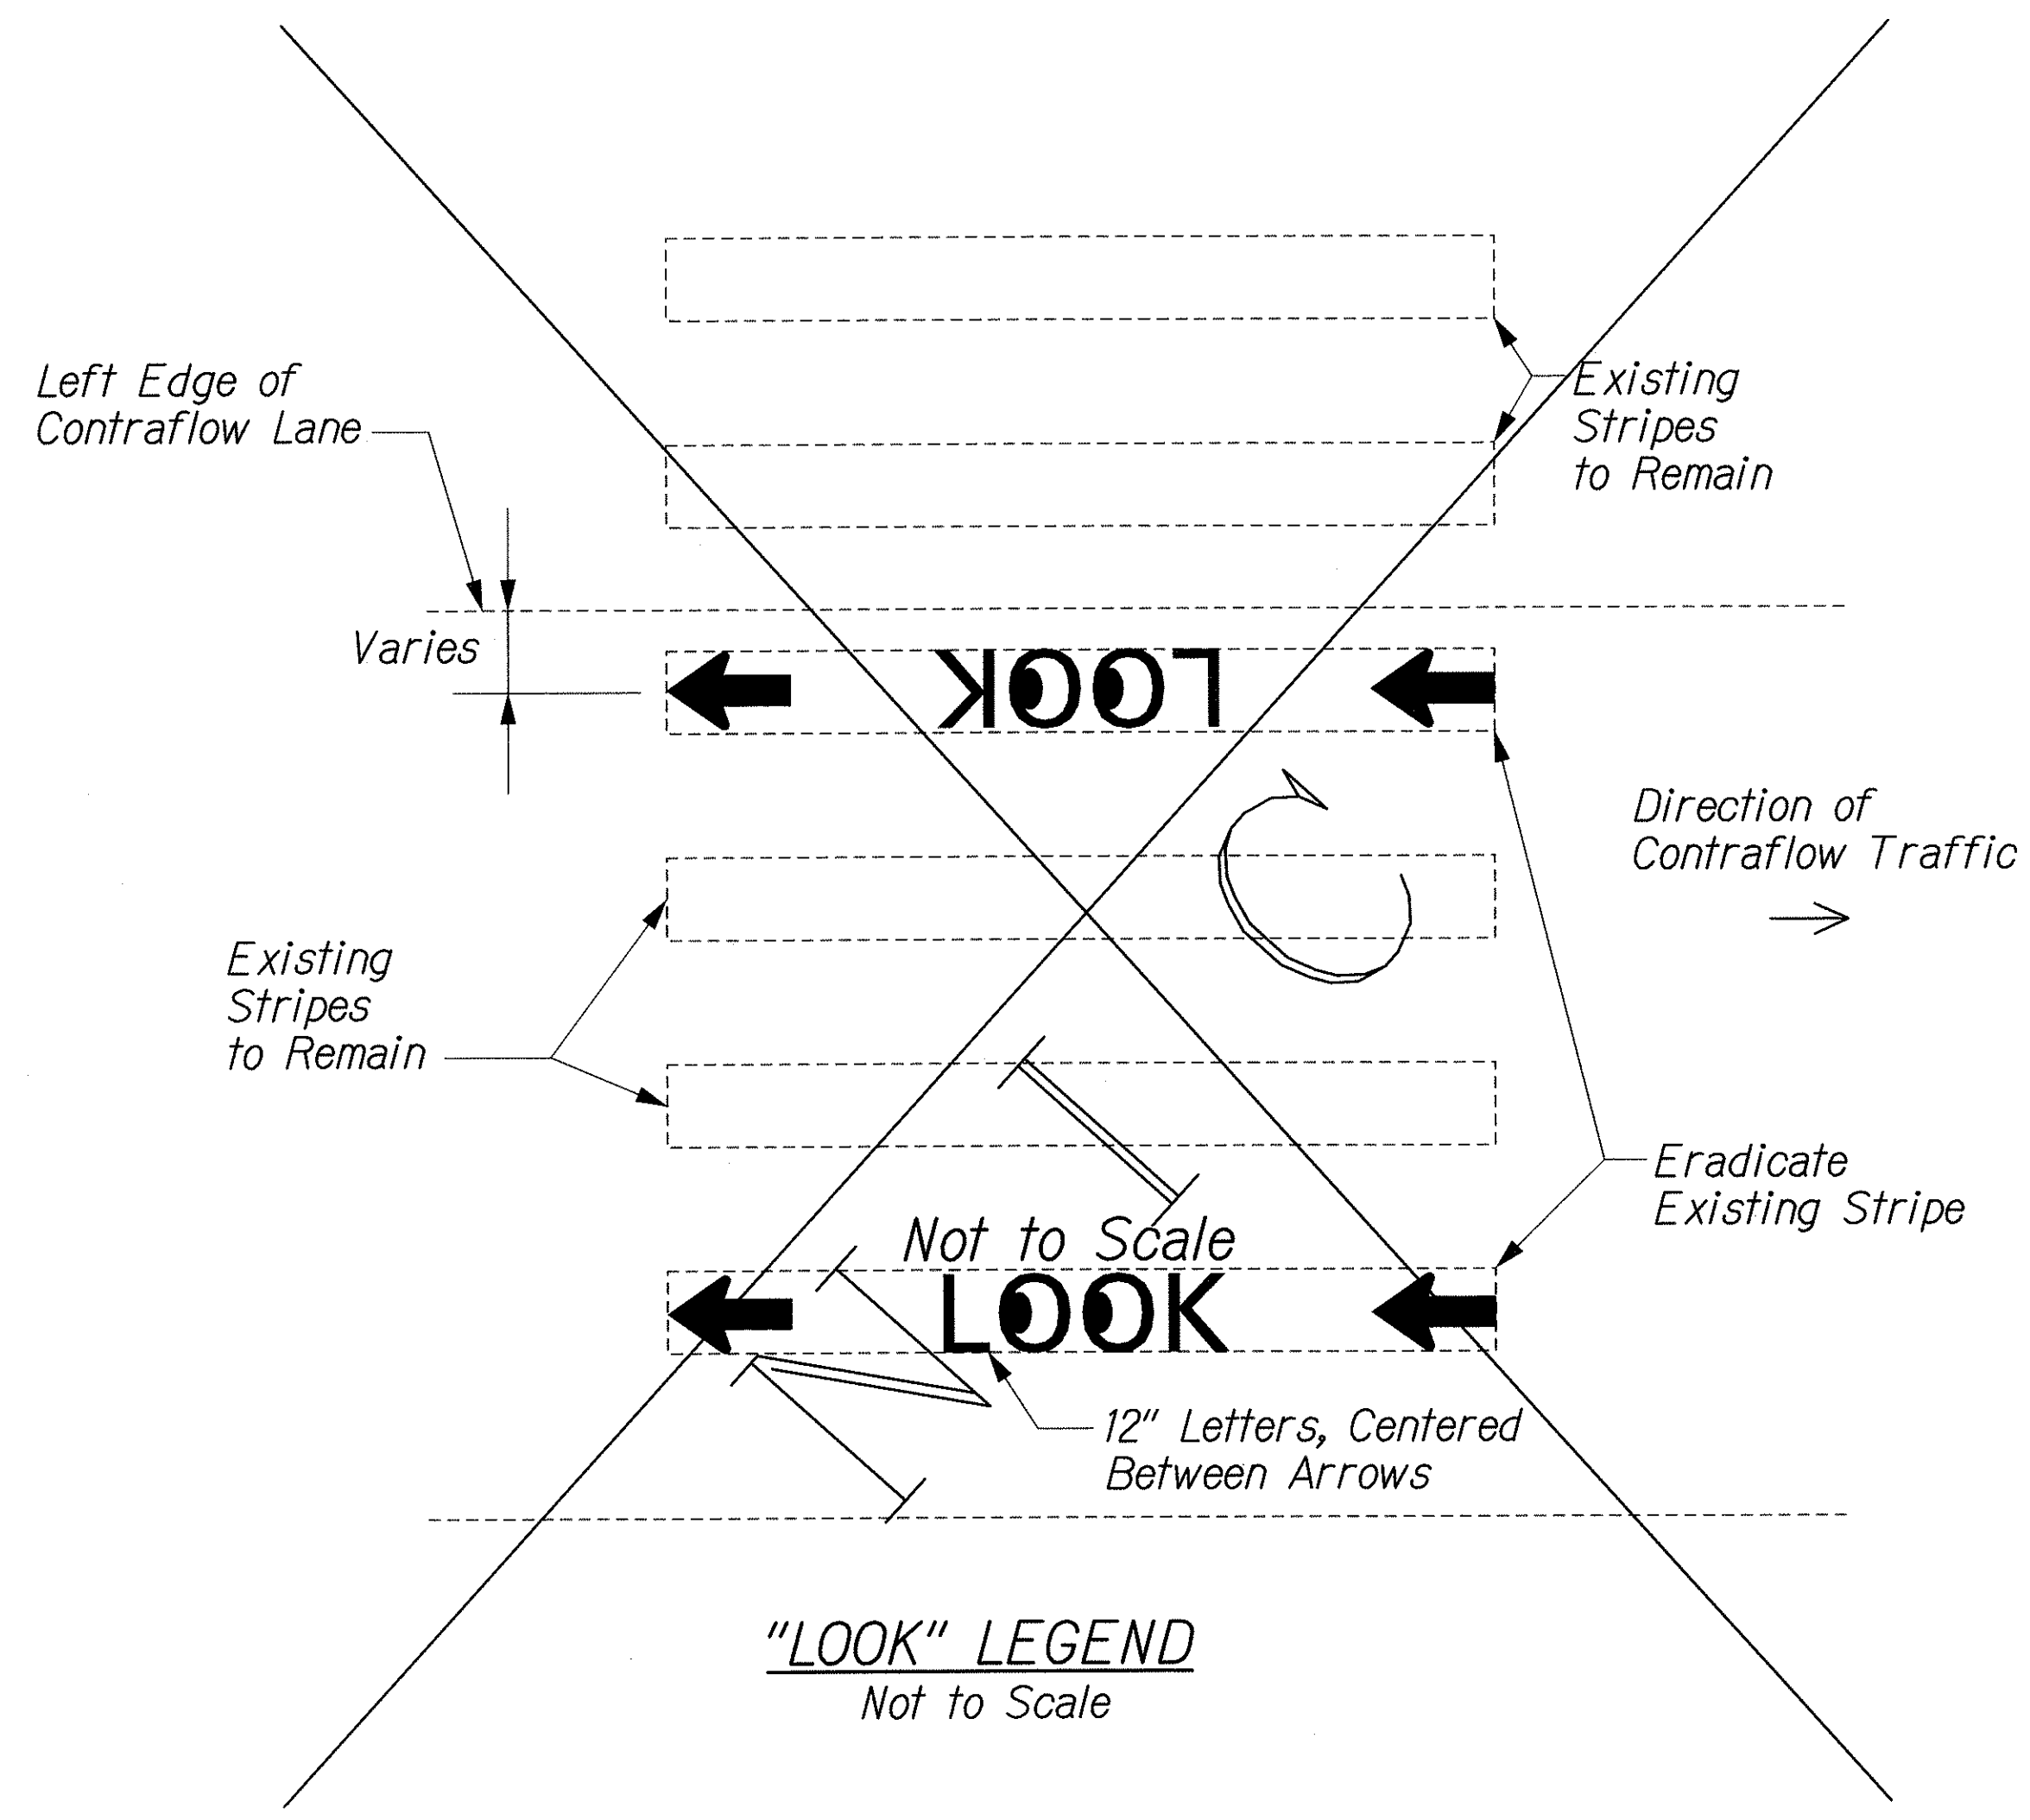 Left Edge of
Contraflow Lane
Existing
Stripes
to Remain
Varies
LOOK
Direction of
Contraflow Traffic
Existing
Stripes
to Remain
NIC
Eradicate
Existing Stripe
Not to Scale
LOOK
12" Letters, Centered
Between Arrows
"LOOK" LEGEND
Not to Scale